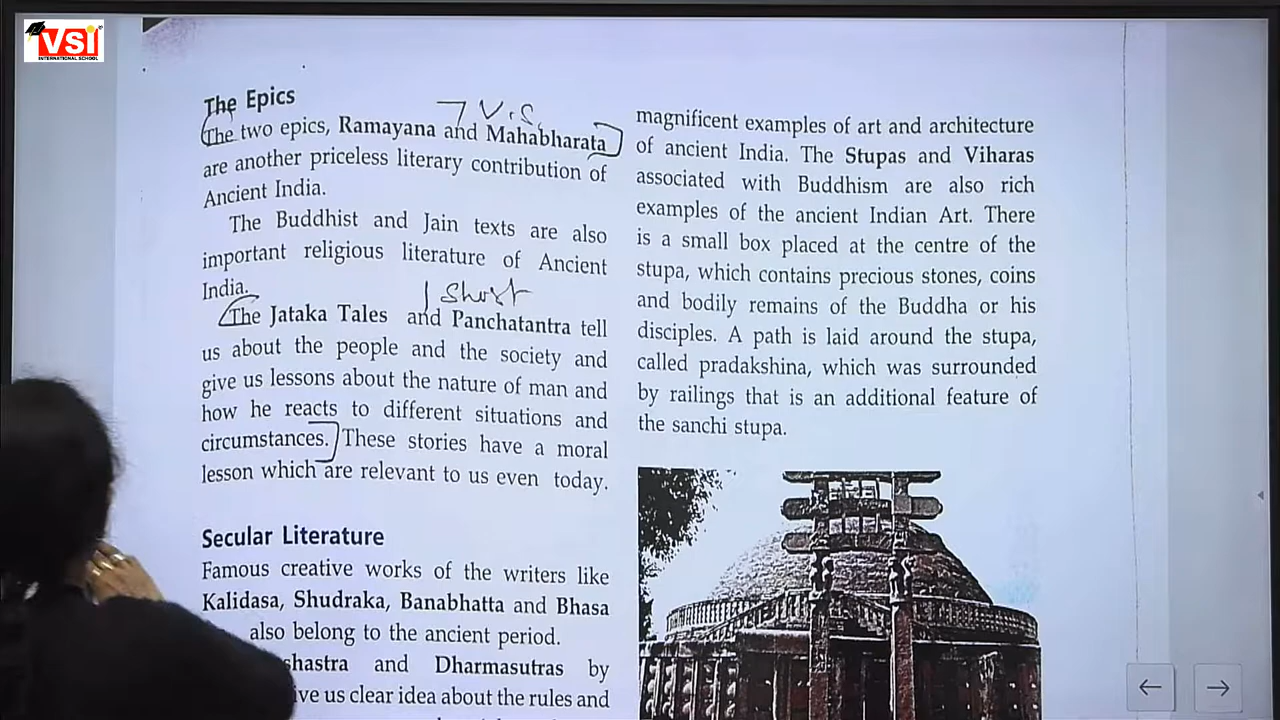 VSI
INTERNATIONAL SCHOOL
The Epics
V.S.
The two epics, Ramayana and Mahabharata
are another priceless literary contribution of
Ancient India.
The Buddhist and Jain texts are also
important religious literature of Ancient
India.
Short
The Jataka Tales and Panchatantra tell
us about the people and the society and
give us lessons about the nature of man and
how he reacts to different situations and
circumstances. These stories have a moral
lesson which are relevant to us even today.
Secular Literature
Famous creative works of the writers like
Kalidasa, Shudraka, Banabhatta and Bhasa
also belong to the ancient period.
shastra and Dharmasutras by
ive us clear idea about the rules and
magnificent examples of art and architecture
of ancient India. The Stupas and Viharas
associated with Buddhism are also rich
examples of the ancient Indian Art. There
is a small box placed at the centre of the
stupa, which contains precious stones, coins
and bodily remains of the Buddha or his
disciples. A path is laid around the stupa,
called pradakshina, which was surrounded
by railings that is an additional feature of
the sanchi stupa.